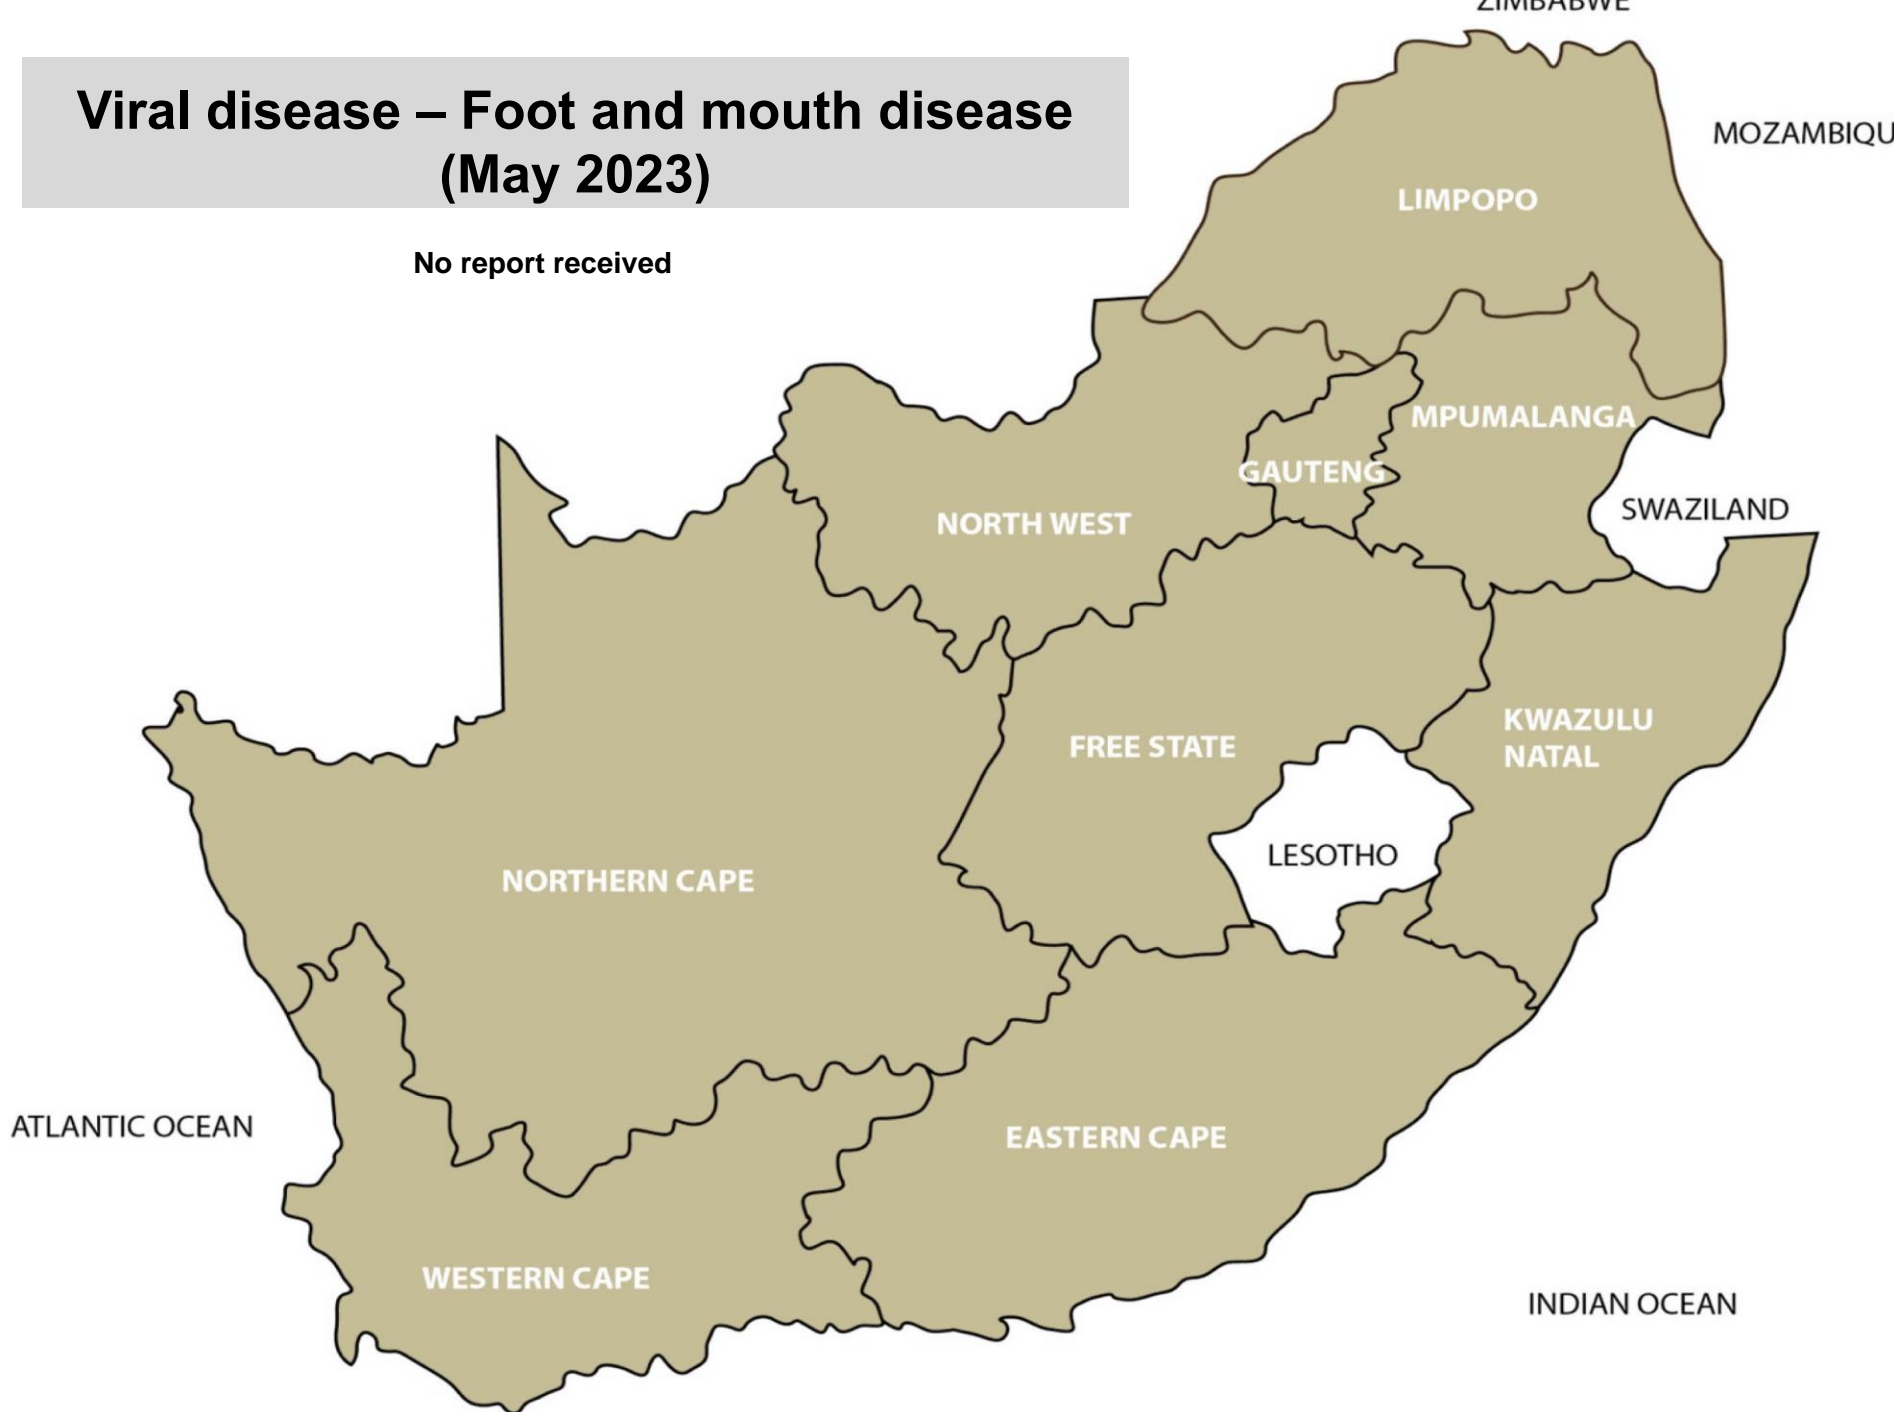 ZIMBABWE
Viral disease – Foot and mouth disease
(May 2023)
MOZAMBIQU
LIMPOPO
No report received
MPUMALANGA
GAUTENG
SWAZILAND
NORTH WEST
KWAZULU
NATAL
FREE STATE
LESOTHO
NORTHERN CAPE
ATLANTIC OCEAN
EASTERN CAPE
WESTERN CAPE
INDIAN OCEAN